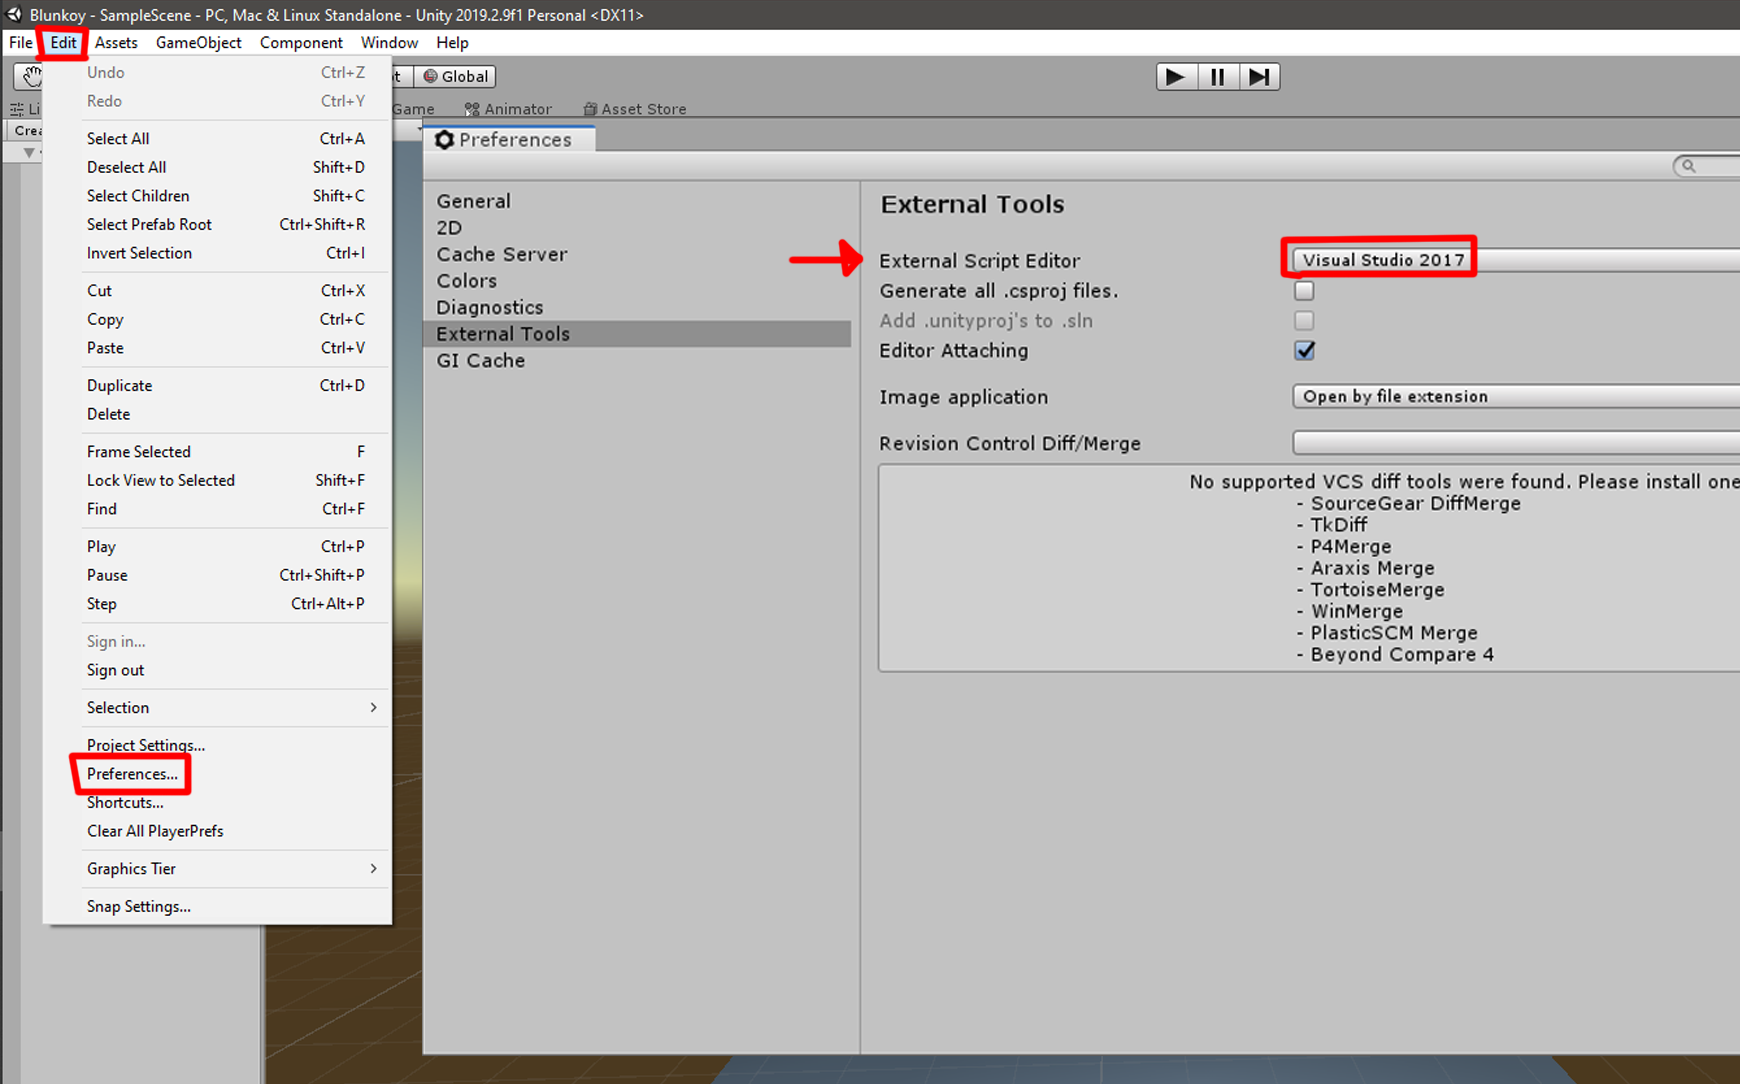 Blunkoy - SampleScene - PC, Mac & Linux Standalone - Unity 2019.2.9f1 Personal <DX11>
File Edit Assets GameObject Component Window Help
Global
Game Animator Asset Store
Undo Ctrl+Z
Redo Ctrl+Y
Select All Ctrl+A
Deselect All Shift+D
Select Children Shift+C
Select Prefab Root Ctrl+Shift+R
Invert Selection Ctrl+I
Cut Ctrl+X
Copy Ctrl+C
Paste Ctrl+V
Duplicate Ctrl+D
Delete
Frame Selected F
Lock View to Selected Shift+F
Find Ctrl+F
Play Ctrl+P
Pause Ctrl+Shift+P
Step Ctrl+Alt+P
Sign in...
Sign out
Selection
Project Settings...
Preferences...
Shortcuts...
Clear All PlayerPrefs
Graphics Tier
Snap Settings...
Preferences
General
2D
Cache Server
Colors
Diagnostics
External Tools
GI Cache
External Tools
External Script Editor Visual Studio 2017
Generate all .csproj files.
Add .unityproj's to .sln
Editor Attaching
Image application Open by file extension
Revision Control Diff/Merge
No supported VCS diff tools were found. Please install one
- SourceGear DiffMerge
- TkDiff
- P4Merge
- Araxis Merge
- TortoiseMerge
- WinMerge
- PlasticSCM Merge
- Beyond Compare 4